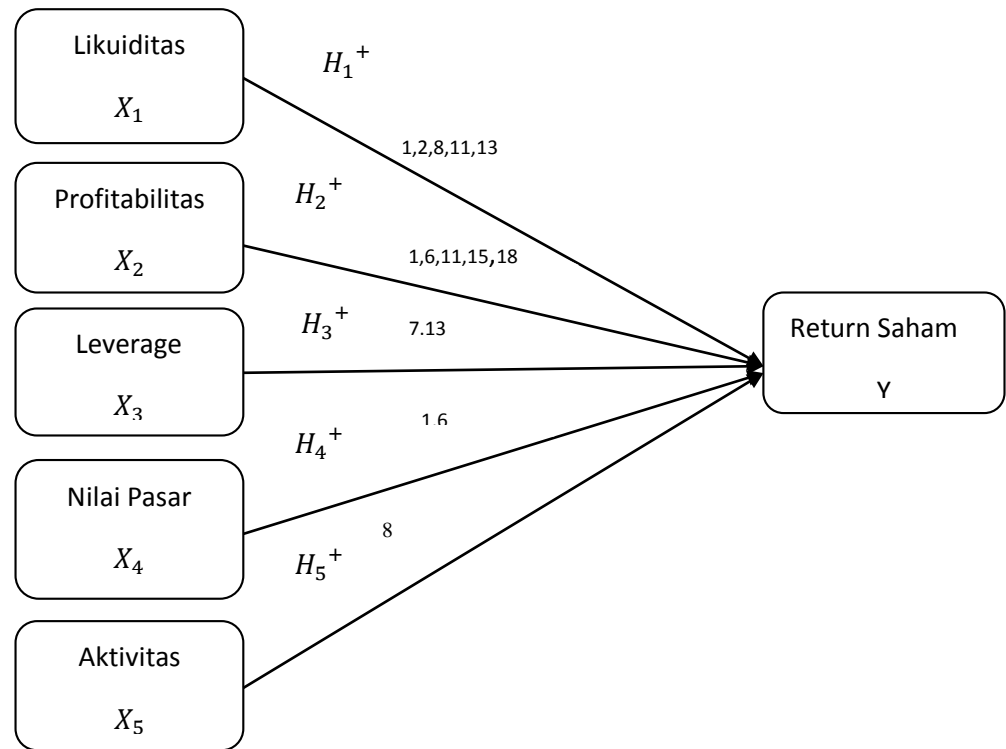 Likuiditas
X₁
H₁⁺
1,2,8,11,13
Profitabilitas
X₂
H₂⁺
1,6,11,15,18
Leverage
X₃
H₃⁺
7.13
Return Saham
Y
Nilai Pasar
X₄
H₄⁺
1.6
Aktivitas
X₅
H₅⁺
8